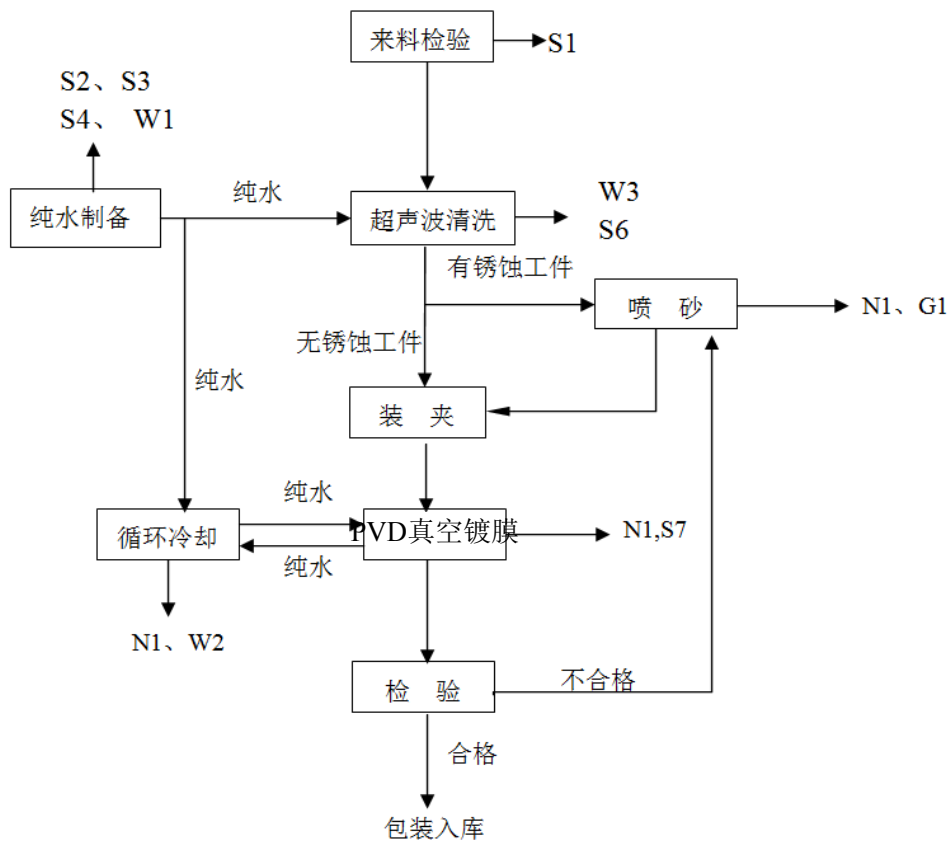 来料检验
S1
S2、S3
S4、 W1
纯水制备
纯水
超声波清洗
W3
S6
有锈蚀工件
喷 砂
N1、G1
无锈蚀工件
纯水
装 夹
纯水
循环冷却
PVD真空镀膜
N1,S7
纯水
N1、W2
检 验
不合格
合格
包装入库